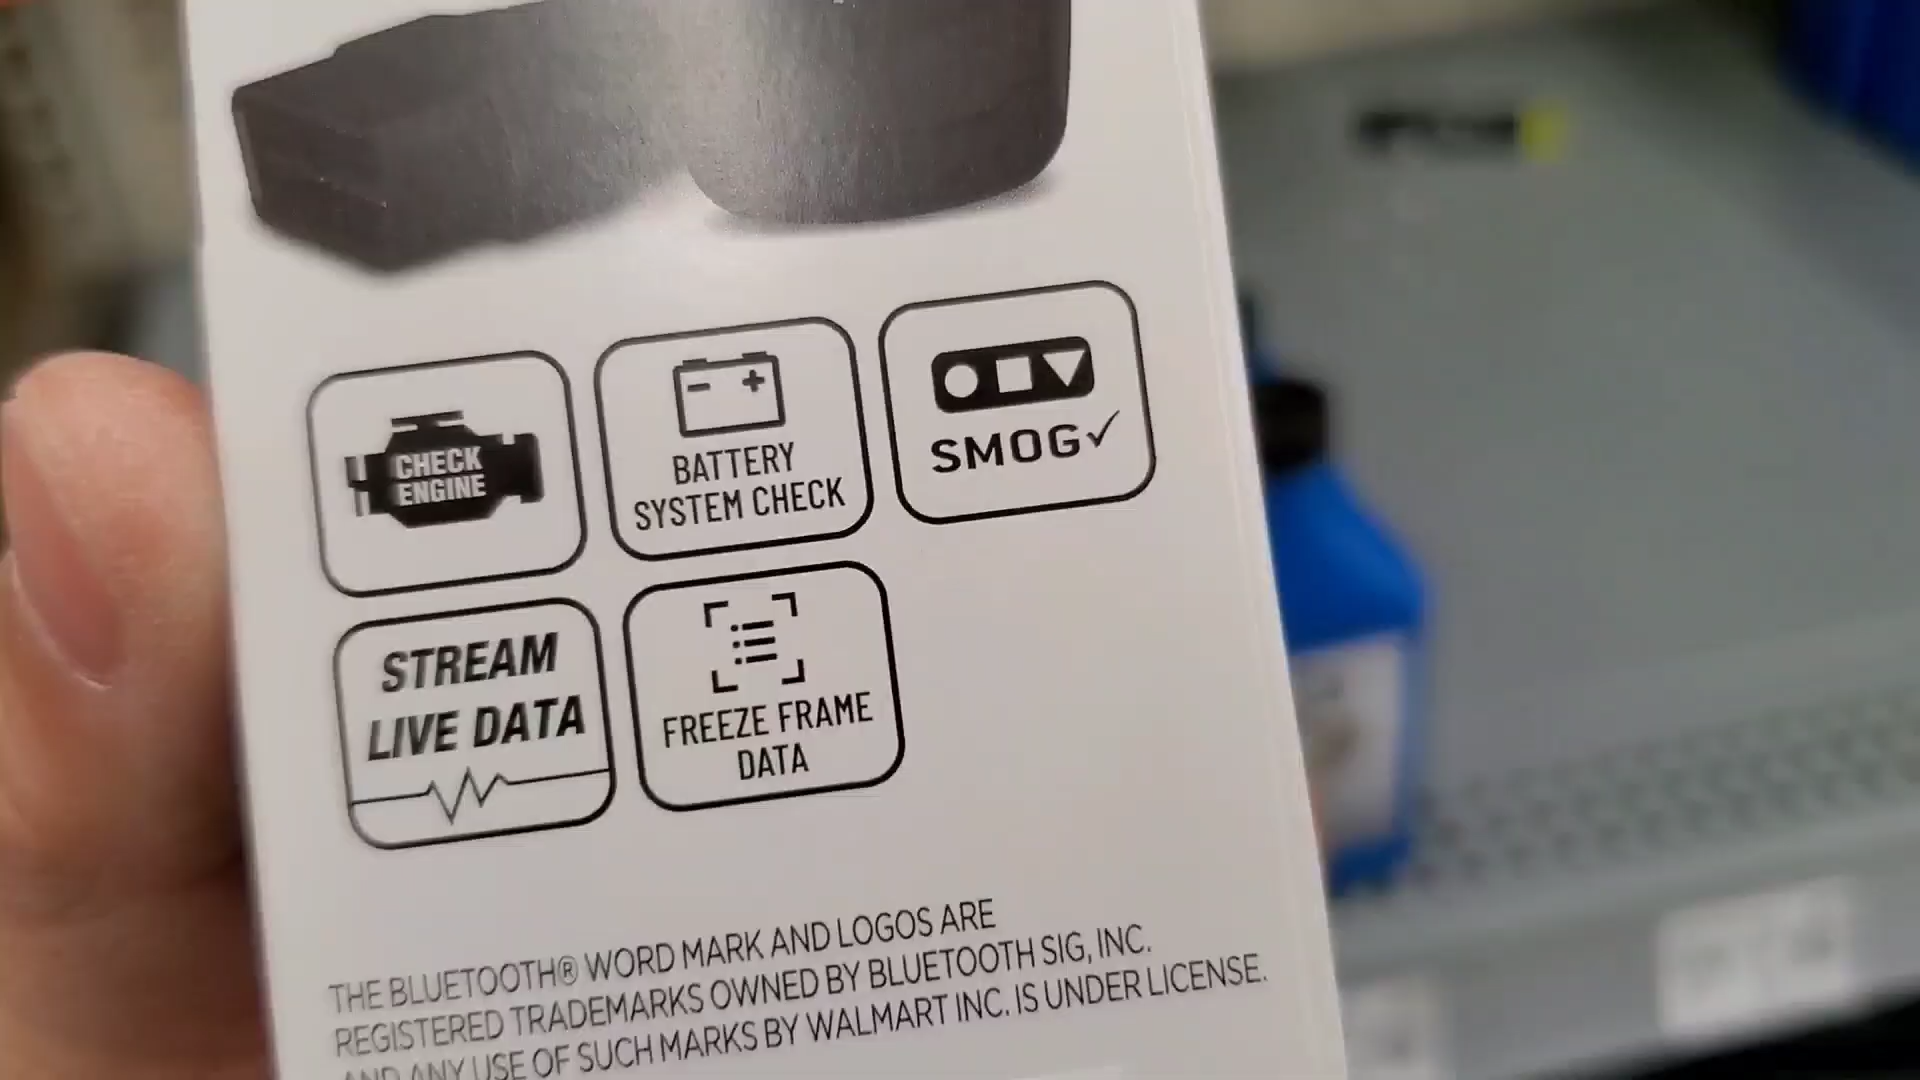 CHECK
ENGINE
BATTERY
SYSTEM CHECK
SMOG✓
STREAM
LIVE DATA
FREEZE FRAME
DATA
THE BLUETOOTH® WORD MARK AND LOGOS ARE
REGISTERED TRADEMARKS OWNED BY BLUETOOTH SIG, INC.
AND ANY USE OF SUCH MARKS BY WALMART INC. IS UNDER LICENSE.